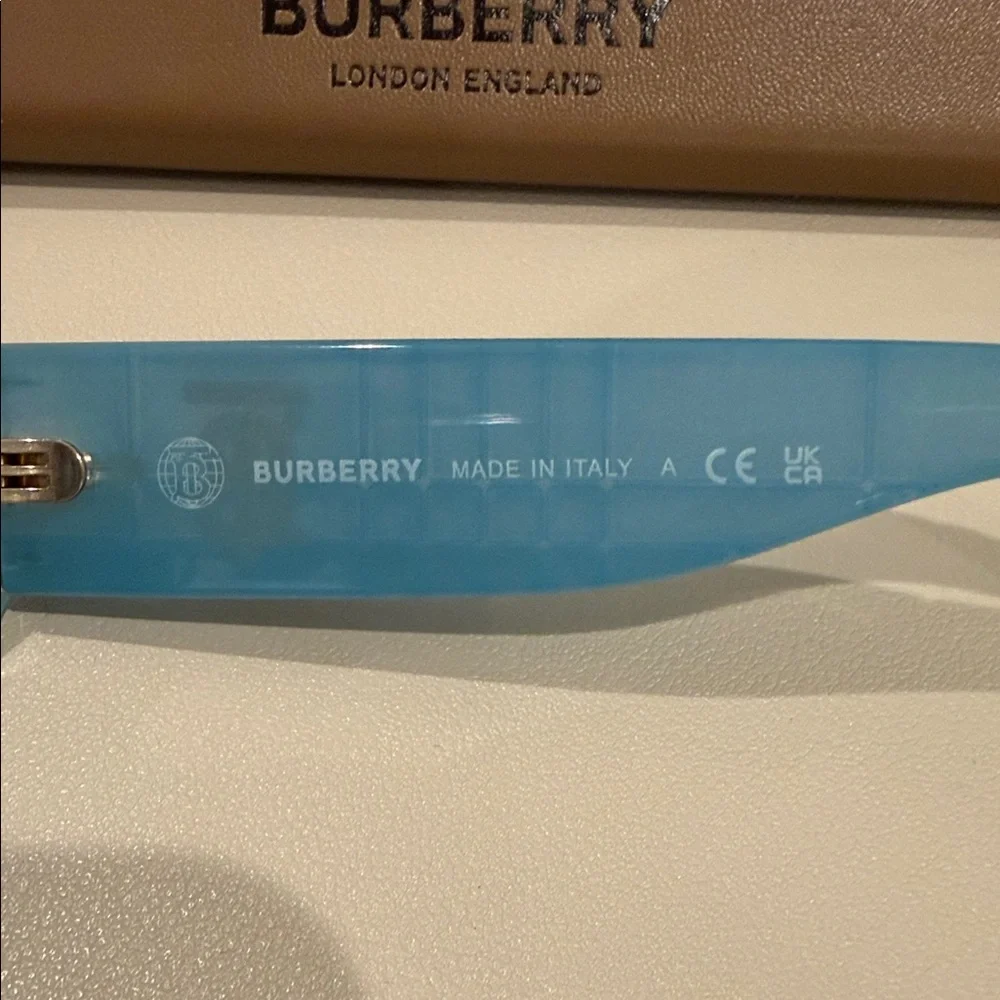 BURBERRY
LONDON ENGLAND
BURBERRY MADE IN ITALY A CE UK
CA